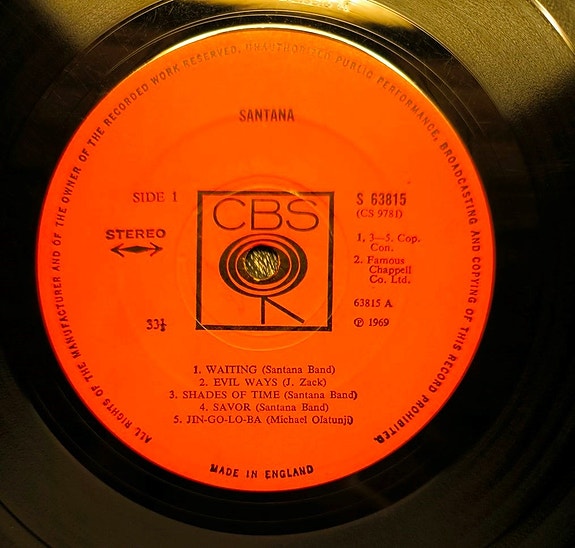 ALL RIGHTS OF THE MANUFACTURER AND OF THE OWNER OF THE RECORDED WORK RESERVED. UNAUTHORISED PUBLIC PERFORMANCE, BROADCASTING AND COPYING OF THIS RECORD PROHIBITED.
SANTANA
SIDE 1
STEREO
33⅓
CBS
S 63815
(CS 9781)
1, 3-5. Cop. Con.
2. Famous
Chappell
Co. Ltd.
63815 A
℗ 1969
1. WAITING (Santana Band)
2. EVIL WAYS (J. Zack)
3. SHADES OF TIME (Santana Band)
4. SAVOR (Santana Band)
5. JIN-GO-LO-BA (Michael Olatunji)
MADE IN ENGLAND